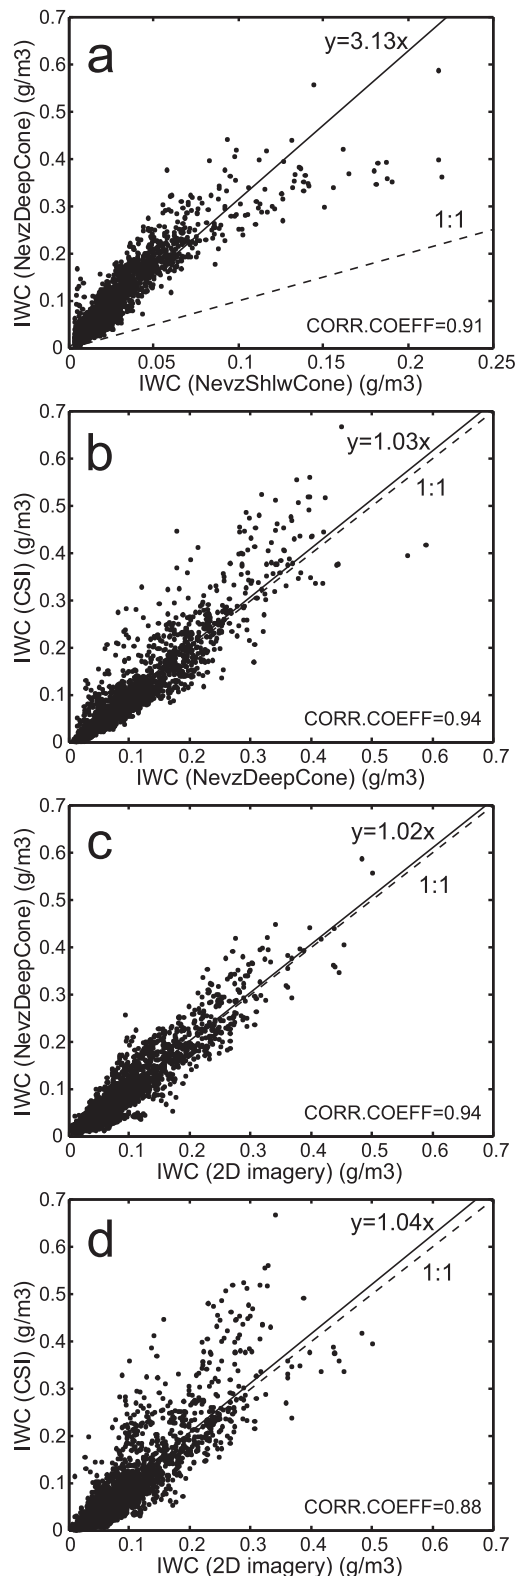 0.7
a
y=3.13x
0.6
0.5
0.4
0.3
0.2
0.1
0
IWC (NevzDeepCone) (g/m3)
1:1
CORR.COEFF=0.91
0 0.05 0.1 0.15 0.2 0.25
IWC (NevzShlwCone) (g/m3)
0.7
b
y=1.03x
0.6
1:1
0.5
0.4
0.3
0.2
0.1
0
IWC (CSI) (g/m3)
CORR.COEFF=0.94
0 0.1 0.2 0.3 0.4 0.5 0.6 0.7
IWC (NevzDeepCone) (g/m3)
0.7
c
y=1.02x
0.6
1:1
0.5
0.4
0.3
0.2
0.1
0
IWC (NevzDeepCone) (g/m3)
CORR.COEFF=0.94
0 0.1 0.2 0.3 0.4 0.5 0.6 0.7
IWC (2D imagery) (g/m3)
0.7
d
y=1.04x
0.6
1:1
0.5
0.4
0.3
0.2
0.1
0
IWC (CSI) (g/m3)
CORR.COEFF=0.88
0 0.1 0.2 0.3 0.4 0.5 0.6 0.7
IWC (2D imagery) (g/m3)